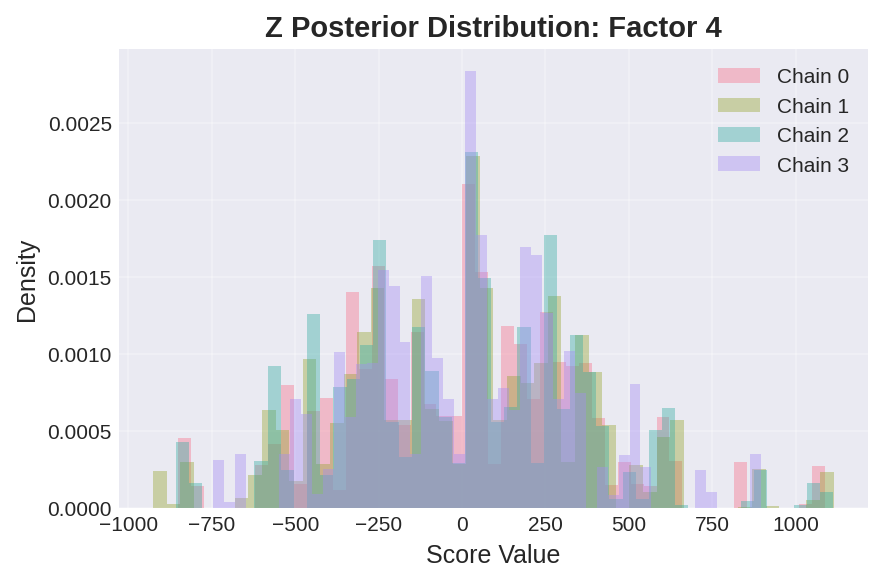 Z Posterior Distribution: Factor 4
Chain 0
Chain 1
Chain 2
Chain 3
Density
0.0025
0.0020
0.0015
0.0010
0.0005
0.0000
−1000 −750 −500 −250 0 250 500 750 1000
Score Value